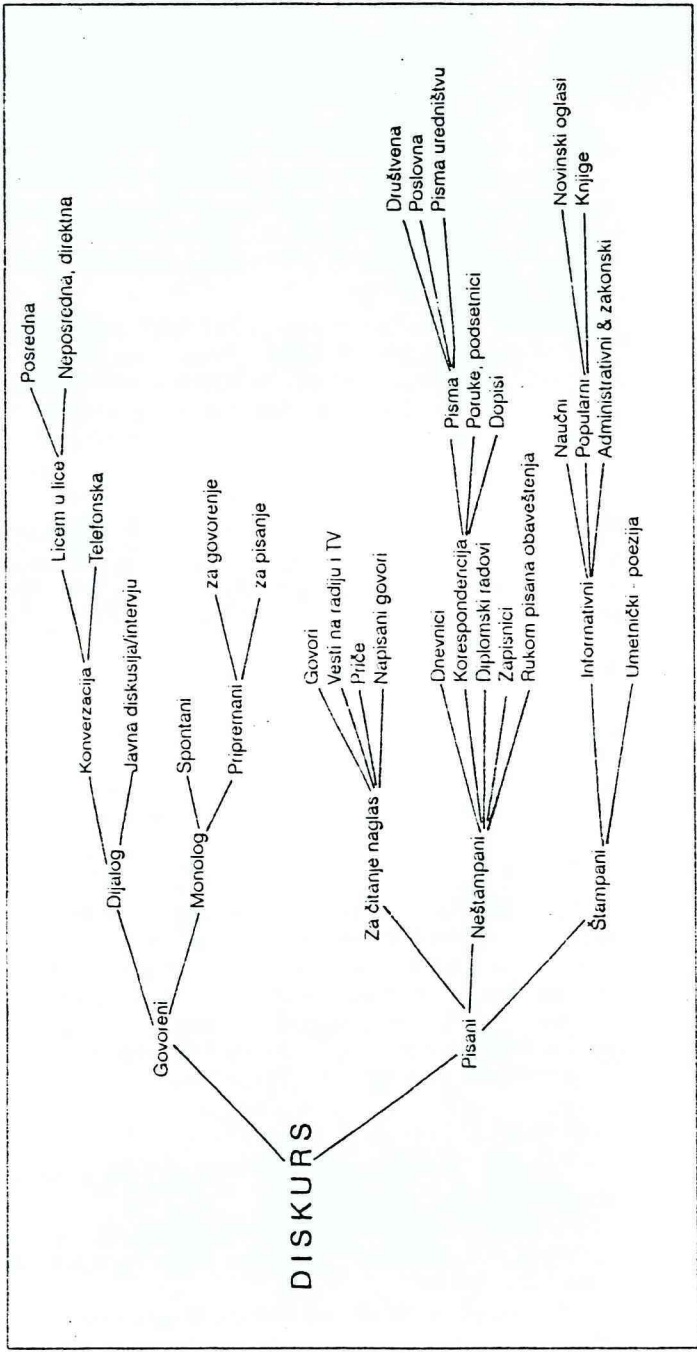 DISKURS
Govoreni
Dijalog
Konverzacija
Licem u lice
Posredna
Neposredna, direktna
Telefonska
Javna diskusija/intervju
Monolog
Spontani
Pripremani
za govorenje
za pisanje
Pisani
Za čitanje naglas
Govori
Vesti na radiju i TV
Priče
Napisani govori
Neštampani
Dnevnici
Korespondencija
Pisma
Društvena
Poslovna
Pisma uredništvu
Poruke, podsetnici
Dopisi
Diplomski radovi
Zapisnici
Rukom pisana obaveštenja
Štampani
Informativni
Naučni
Popularni
Novinski oglasi
Knjige
Administrativni & zakonski
Umetnički - poezija